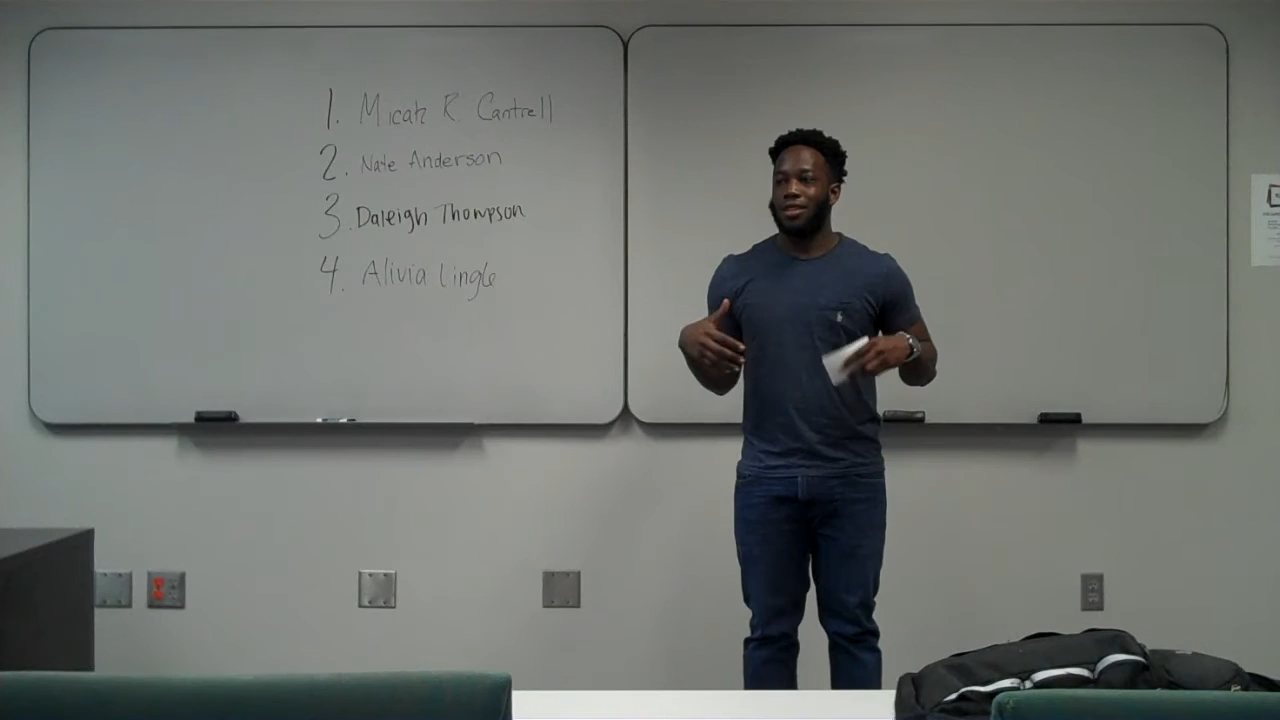 1. Micah R. Cantrell
2. Nate Anderson
3. Daleigh Thompson
4. Alivia Lingle